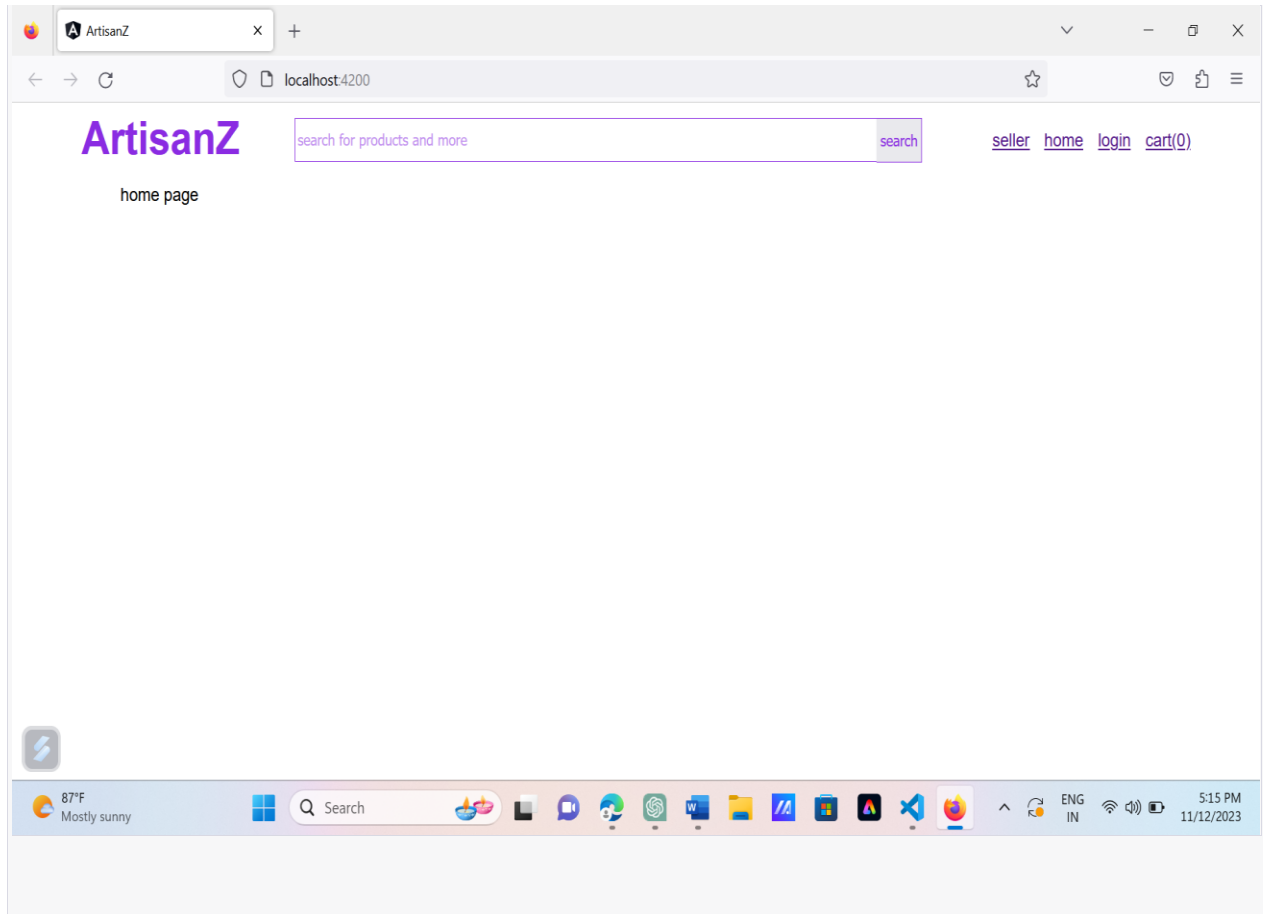 ArtisanZ
localhost:4200
ArtisanZ search for products and more search seller home login cart(0)
home page
87°F
Mostly sunny
Search
ENG
IN
5:15 PM
11/12/2023